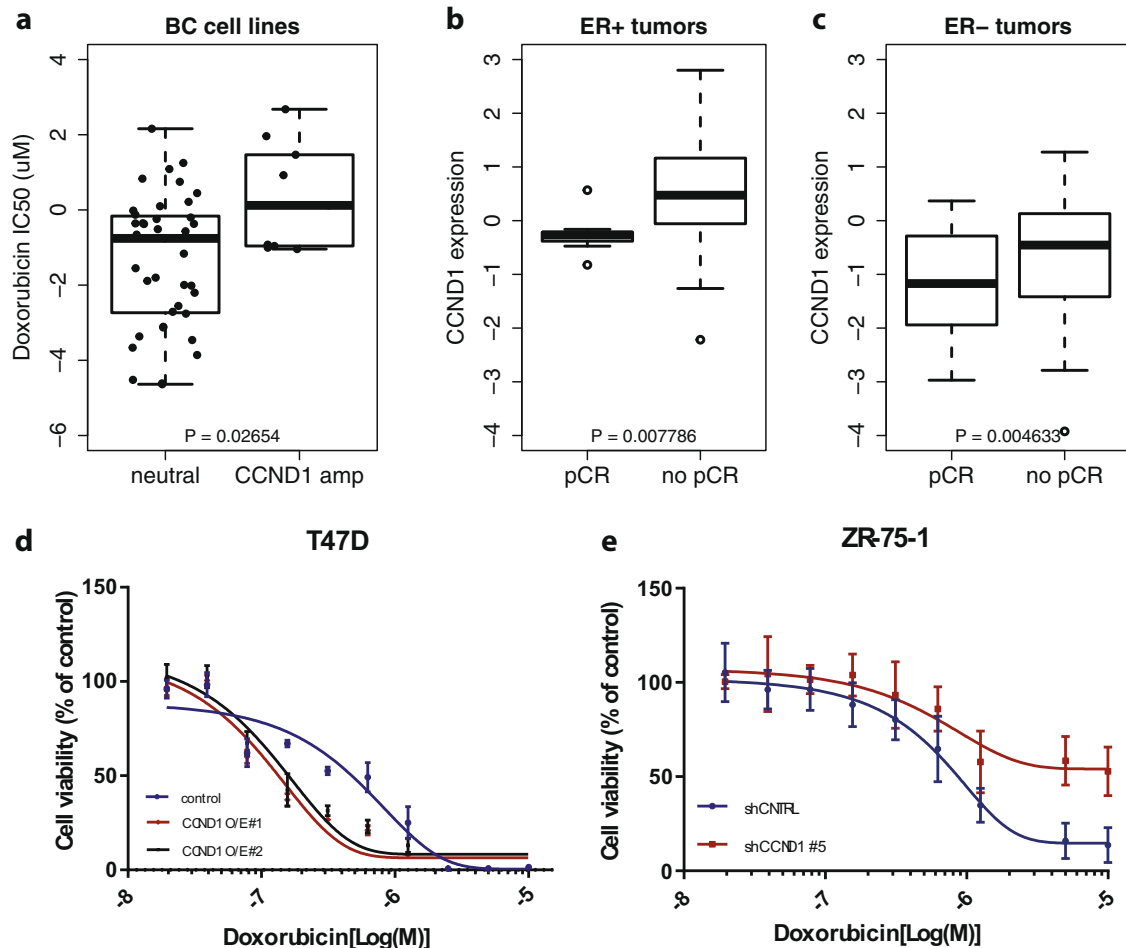 a
BC cell lines
Doxorubicin IC50 (uM)
4
2
0
−2
−4
−6
P = 0.02654
neutral
CCND1 amp
b
ER+ tumors
CCND1 expression
3
2
1
0
−1
−2
−3
−4
P = 0.007786
pCR
no pCR
c
ER− tumors
CCND1 expression
3
2
1
0
−1
−2
−3
−4
P = 0.004633
pCR
no pCR
d
T47D
Cell viability (% of control)
150
100
50
0
control
CCND1 O/E#1
CCND1 O/E#2
-8
-7
-6
-5
Doxorubicin[Log(M)]
e
ZR-75-1
Cell viability (% of control)
150
100
50
0
shCNTRL
shCCND1 #5
-8
-7
-6
-5
Doxorubicin[Log(M)]